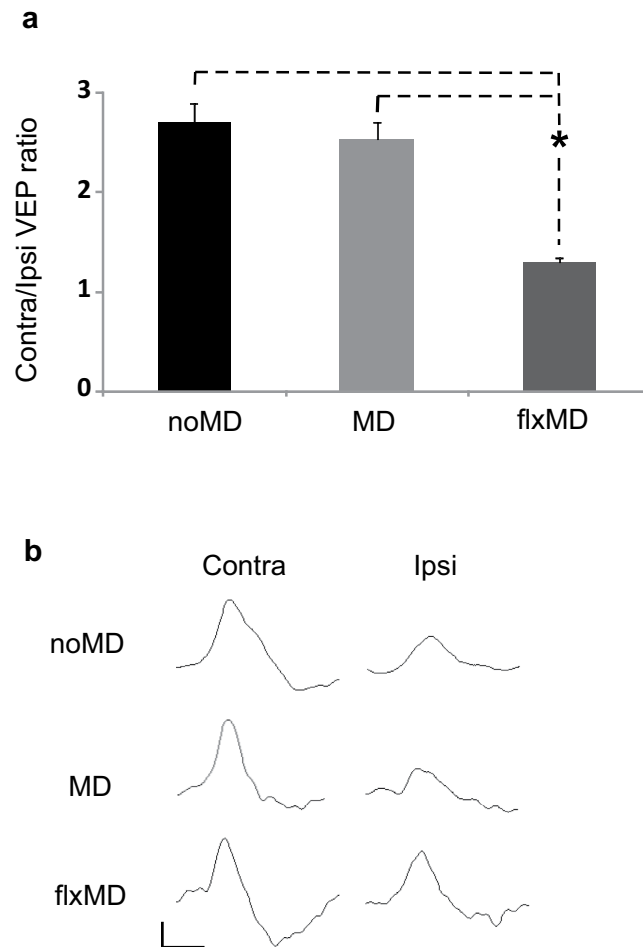 a
Contra/Ipsi VEP ratio
3
2
1
0
*
noMD
MD
flxMD
b
Contra
Ipsi
noMD
MD
flxMD